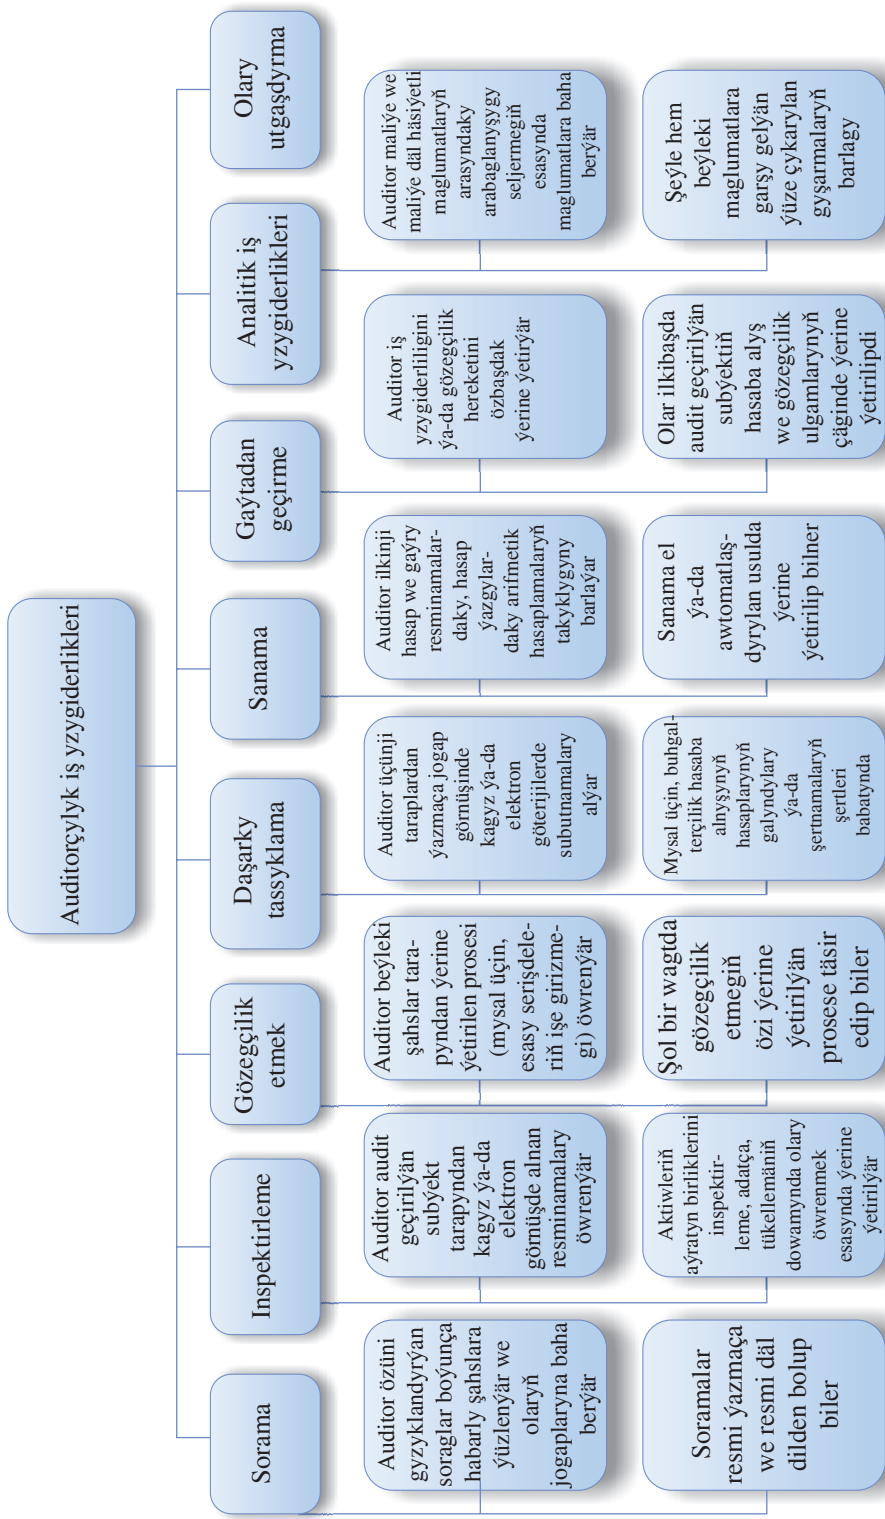 Auditorçylyk iş yzygiderlikleri
Sorama
Auditor özüni
gyzyklandyrýan
soraglar boýunça
habarly şahslara
ýüzlenýär we
olaryň
jogaplaryna baha
berýär
Soramalar
resmi ýazmaça
we resmi däl
dilden bolup
biler
Inspektirleme
Auditor audit
geçirilýän
subýekt
tarapyndan
kagyz ýa-da
elektron
görnüşde alnan
resminamalary
öwrenýär
Aktiwleriň
aýratyn birliklerini
inspektir-
leme, adatça,
tükellemäniň
dowamynda olary
öwrenmek
esasynda ýerine
ýetirilýär
Gözegçilik
etmek
Auditor beýleki
şahslar tara-
pyndan ýerine
ýetirilen prosesi
(mysal üçin,
esasy serişdele-
riň işe girizme-
gi) öwrenýär
Şol bir wagtda
gözegçilik
etmegiň
özi ýerine
ýetirilýän
prosese täsir
edip biler
Daşarky
tassyklama
Auditor üçünji
taraplardan
ýazmaça jogap
görnüşinde
kagyz ýa-da
elektron
göterijilerde
subutnamalary
alýar
Mysal üçin, buhgal-
terçilik hasaba
alnyşynyň
hasaplarynyň
galyndylary
ýa-da
şertnamalaryň
şertleri
babatynda
Sanama
Auditor ilkinji
hasap we gaýry
resminamalar-
daky, hasap
ýazgylar-
daky arifmetik
hasaplamalaryň
takyklygyny
barlaýar
Sanama el
ýa-da
awtomatlaş-
dyrylan usulda
ýerine
ýetirilip bilner
Gaýtadan
geçirme
Auditor iş
yzygiderliligini
ýa-da gözegçilik
hereketini
özbaşdak
ýerine ýetirýär
Olar ilkibaşda
audit geçirilýän
subýektiň
hasaba alyş
we gözegçilik
ulgamlarynyň
çäginde ýerine
ýetirilipdi
Analitik iş
yzygiderlikleri
Auditor maliýe we
maliýe däl häsiýetli
maglumatlaryň
arasyndaky
arabaglanyşygy
seljermegiň
esasynda
maglumatlara baha
berýär
Şeýle hem
beýleki
maglumatlara
garşy gelýän
ýüze çykarylan
gyşarmalaryň
barlagy
Olary
utgaşdyrma